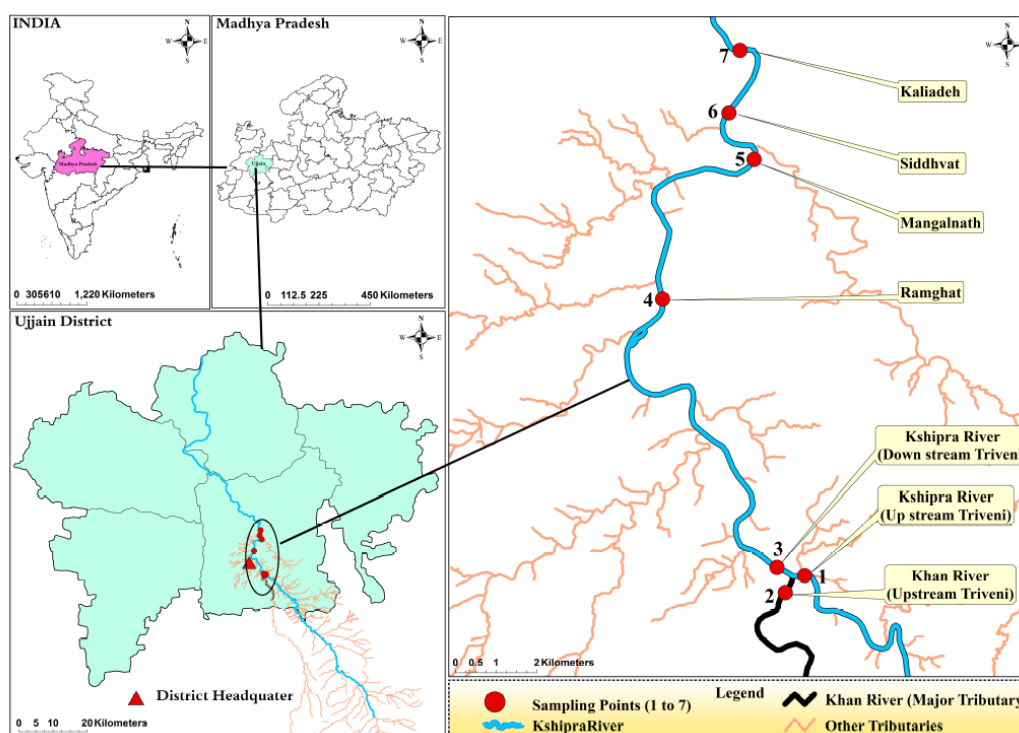 INDIA
N
W E
S
Madhya Pradesh
0 305610 1,220 Kilometers
Madhya Pradesh
N
W E
S
Ujjain
0 112.5 225 450 Kilometers
Ujjain District
N
W E
S
District Headquater
0 5 10 20 Kilometers
N
W E
S
7
Kaliadeh
6
Siddhvat
5
Mangalnath
4
Ramghat
Kshipra River
(Down stream Triveni
Kshipra River
(Up stream Triveni)
3
1
Khan River
(Upstream Triveni)
2
0 0.5 1 2 Kilometers
Legend
Sampling Points (1 to 7)
Khan River (Major Tributary
KshipraRiver
Other Tributaries